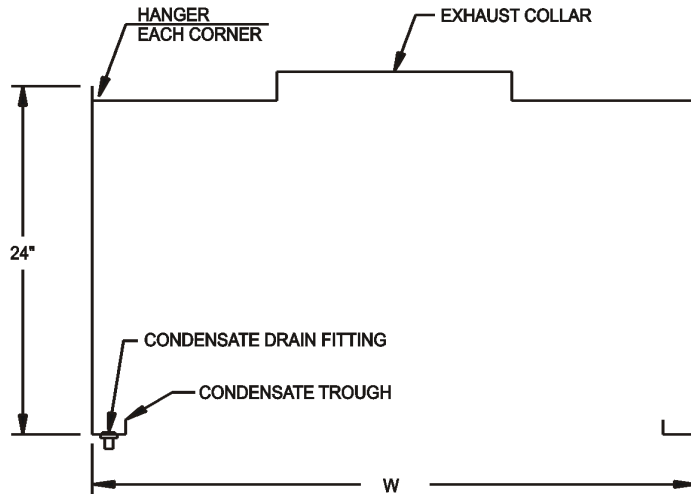 HANGER
EACH CORNER
EXHAUST COLLAR
24"
CONDENSATE DRAIN FITTING
CONDENSATE TROUGH
W